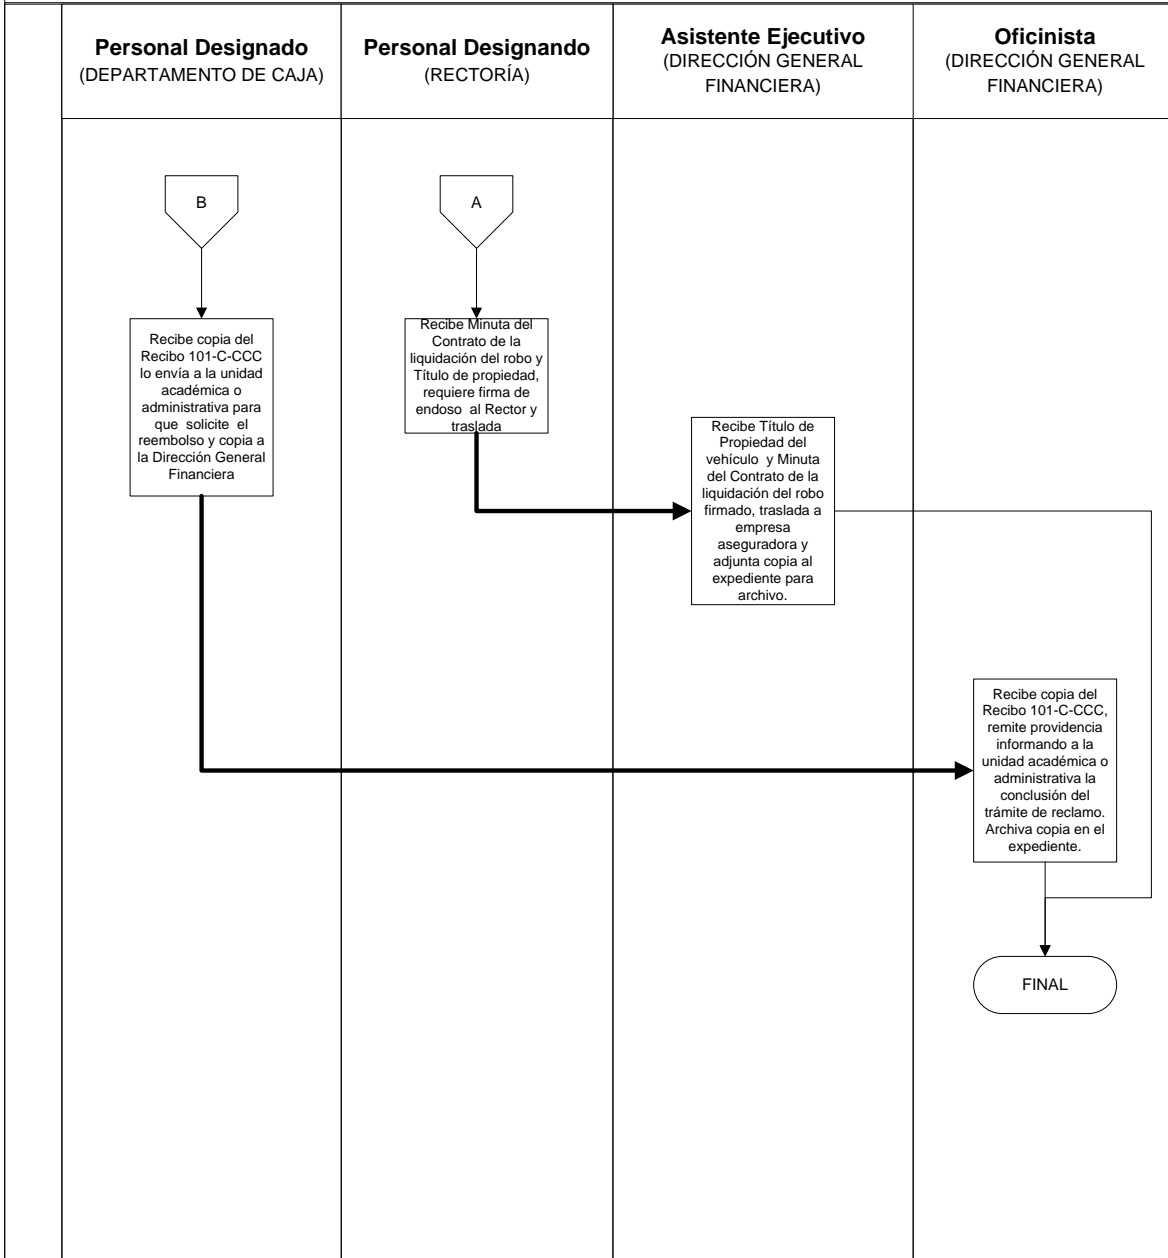 Personal Designado
(DEPARTAMENTO DE CAJA)
Personal Designando
(RECTORÍA)
Asistente Ejecutivo
(DIRECCIÓN GENERAL
FINANCIERA)
Oficinista
(DIRECCIÓN GENERAL
FINANCIERA)
B
A
Recibe copia del
Recibo 101-C-CCC
lo envía a la unidad
académica o
administrativa para
que solicite el
reembolso y copia a
la Dirección General
Financiera
Recibe Minuta del
Contrato de la
liquidación del robo y
Título de propiedad,
requiere firma de
endoso al Rector y
traslada
Recibe Título de
Propiedad del
vehículo y Minuta
del Contrato de la
liquidación del robo
firmado, traslada a
empresa
aseguradora y
adjunta copia al
expediente para
archivo.
Recibe copia del
Recibo 101-C-CCC,
remite providencia
informando a la
unidad académica o
administrativa la
conclusión del
trámite de reclamo.
Archiva copia en el
expediente.
FINAL